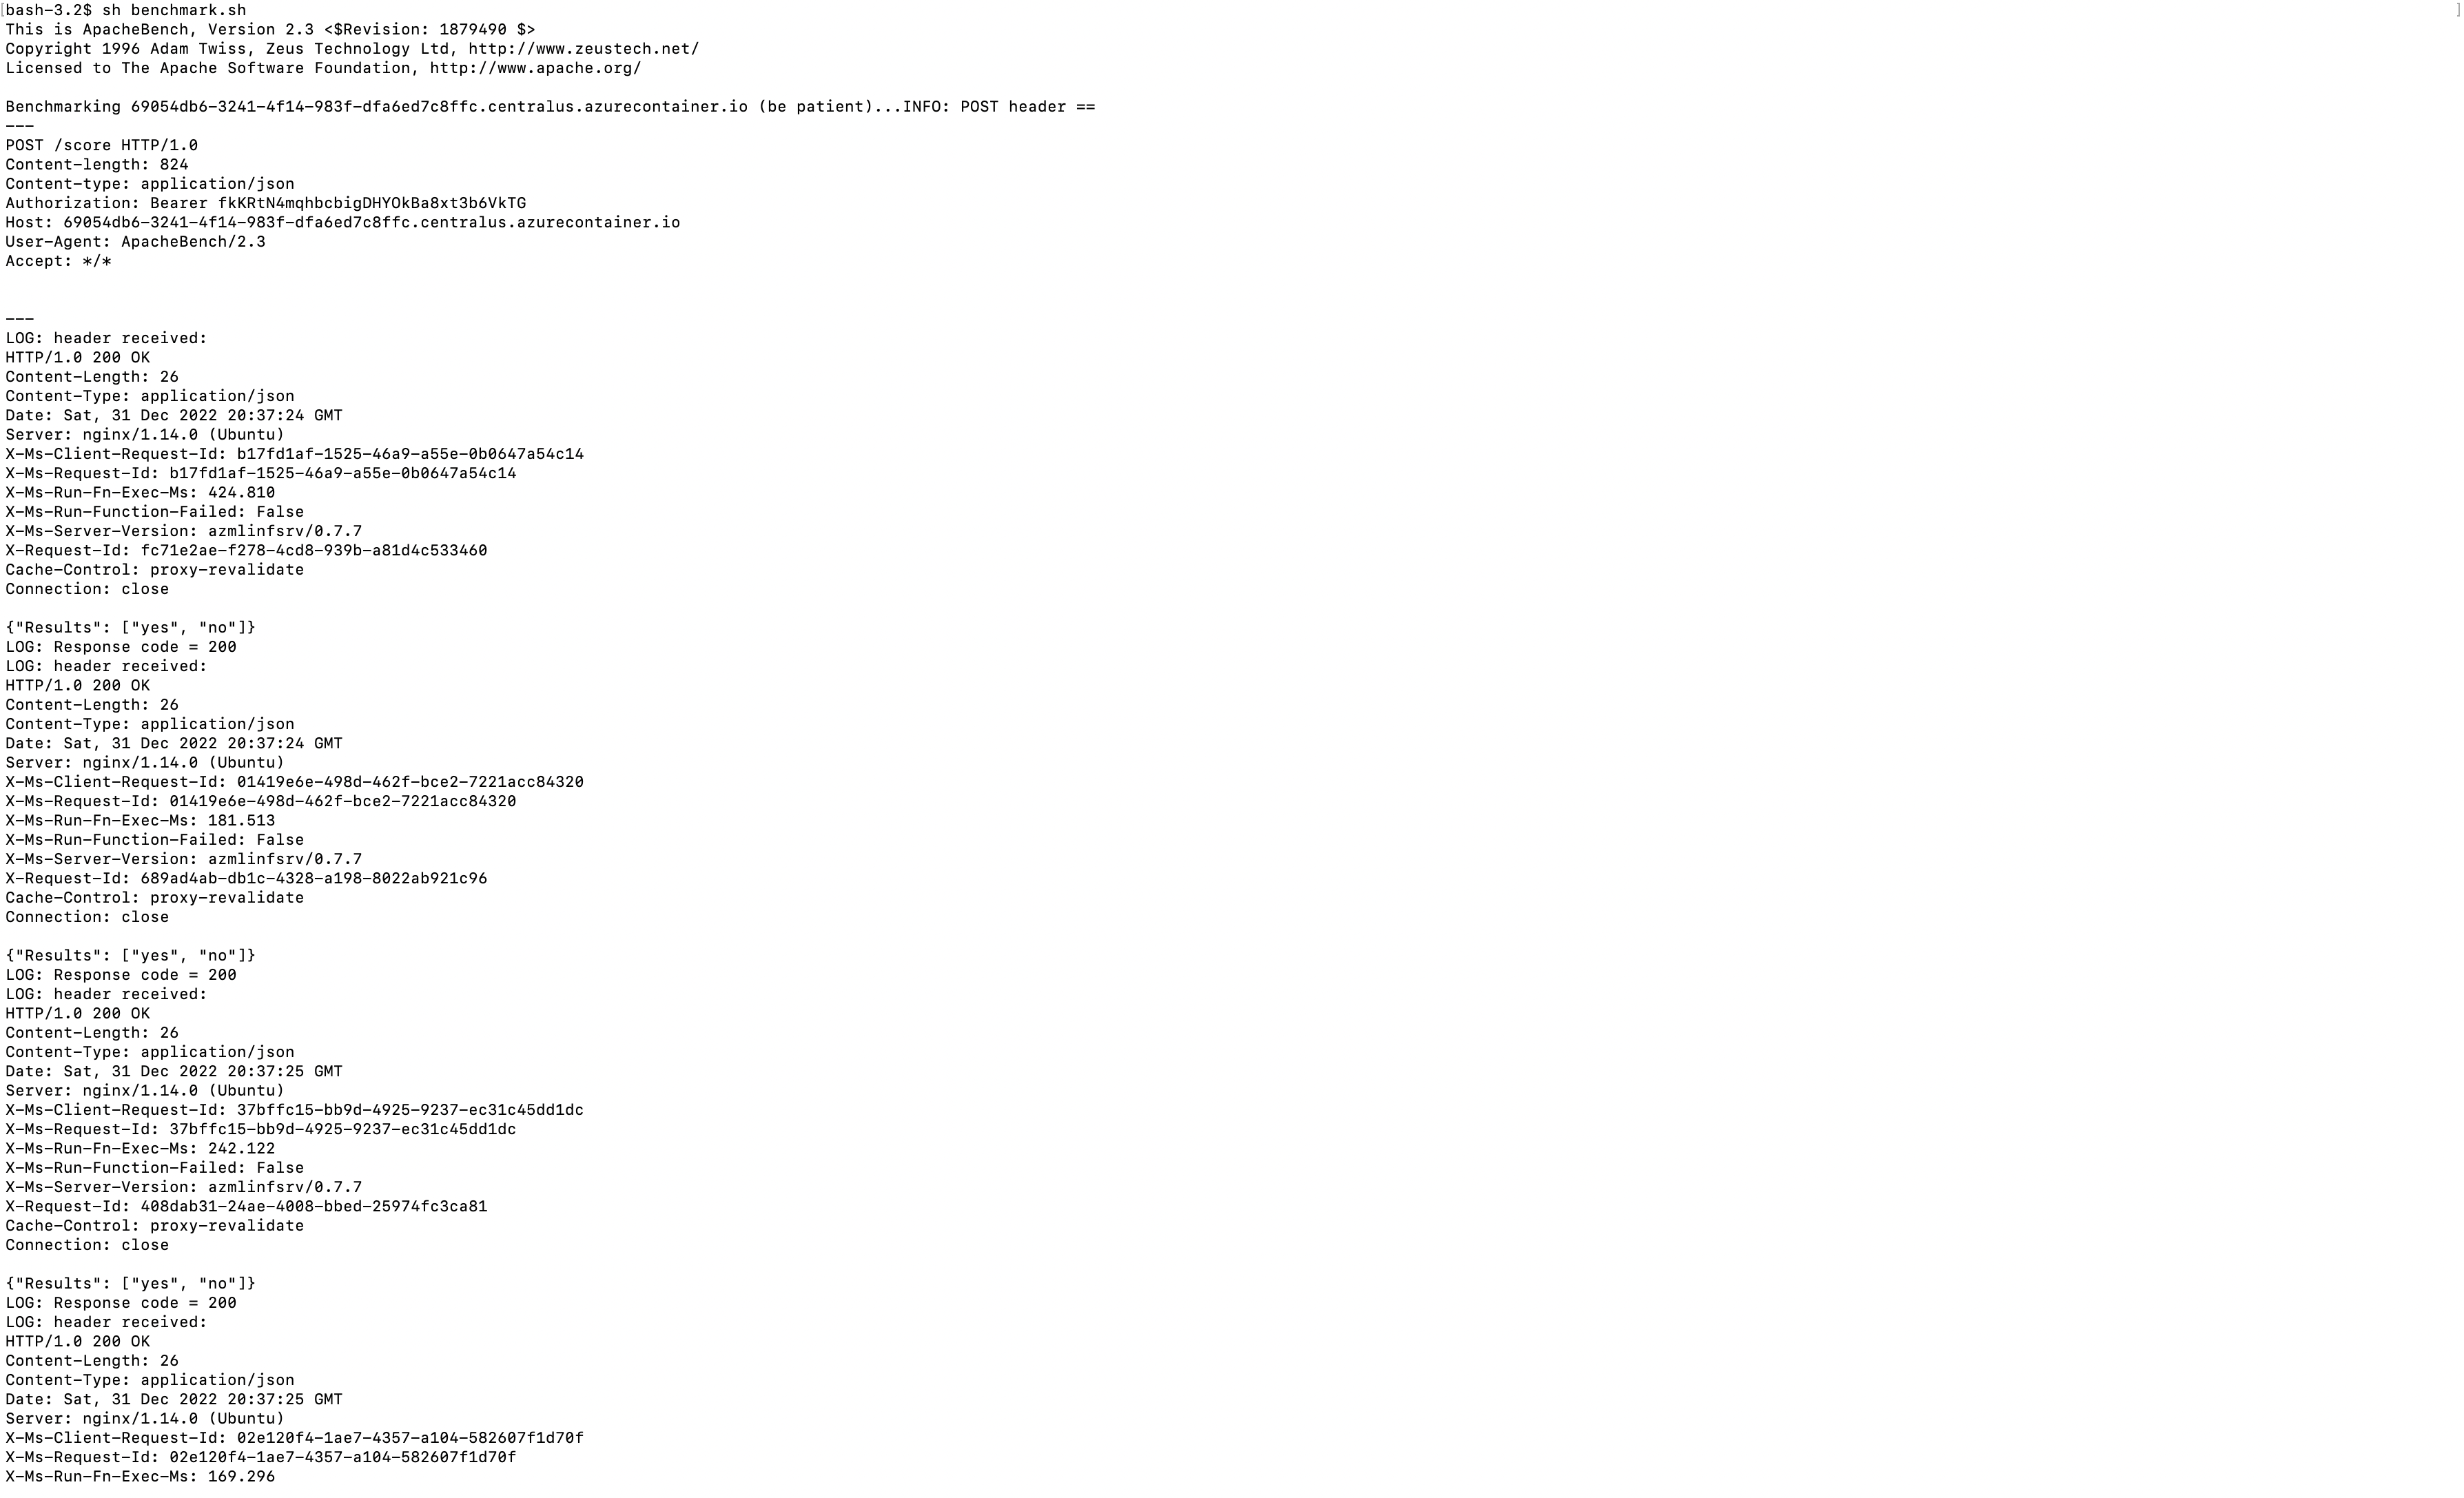 bash-3.2$ sh benchmark.sh
This is ApacheBench, Version 2.3 <$Revision: 1879490 $>
Copyright 1996 Adam Twiss, Zeus Technology Ltd, http://www.zeustech.net/
Licensed to The Apache Software Foundation, http://www.apache.org/
Benchmarking 69054db6-3241-4f14-983f-dfa6ed7c8ffc.centralus.azurecontainer.io (be patient)...INFO: POST header ==
---
POST /score HTTP/1.0
Content-length: 824
Content-type: application/json
Authorization: Bearer fkKRtN4mqhbcbigDHYOkBa8xt3b6VkTG
Host: 69054db6-3241-4f14-983f-dfa6ed7c8ffc.centralus.azurecontainer.io
User-Agent: ApacheBench/2.3
Accept: */*
---
LOG: header received:
HTTP/1.0 200 OK
Content-Length: 26
Content-Type: application/json
Date: Sat, 31 Dec 2022 20:37:24 GMT
Server: nginx/1.14.0 (Ubuntu)
X-Ms-Client-Request-Id: b17fd1af-1525-46a9-a55e-0b0647a54c14
X-Ms-Request-Id: b17fd1af-1525-46a9-a55e-0b0647a54c14
X-Ms-Run-Fn-Exec-Ms: 424.810
X-Ms-Run-Function-Failed: False
X-Ms-Server-Version: azmlinfsrv/0.7.7
X-Request-Id: fc71e2ae-f278-4cd8-939b-a81d4c533460
Cache-Control: proxy-revalidate
Connection: close
{"Results": ["yes", "no"]}
LOG: Response code = 200
LOG: header received:
HTTP/1.0 200 OK
Content-Length: 26
Content-Type: application/json
Date: Sat, 31 Dec 2022 20:37:24 GMT
Server: nginx/1.14.0 (Ubuntu)
X-Ms-Client-Request-Id: 01419e6e-498d-462f-bce2-7221acc84320
X-Ms-Request-Id: 01419e6e-498d-462f-bce2-7221acc84320
X-Ms-Run-Fn-Exec-Ms: 181.513
X-Ms-Run-Function-Failed: False
X-Ms-Server-Version: azmlinfsrv/0.7.7
X-Request-Id: 689ad4ab-db1c-4328-a198-8022ab921c96
Cache-Control: proxy-revalidate
Connection: close
{"Results": ["yes", "no"]}
LOG: Response code = 200
LOG: header received:
HTTP/1.0 200 OK
Content-Length: 26
Content-Type: application/json
Date: Sat, 31 Dec 2022 20:37:25 GMT
Server: nginx/1.14.0 (Ubuntu)
X-Ms-Client-Request-Id: 37bffc15-bb9d-4925-9237-ec31c45dd1dc
X-Ms-Request-Id: 37bffc15-bb9d-4925-9237-ec31c45dd1dc
X-Ms-Run-Fn-Exec-Ms: 242.122
X-Ms-Run-Function-Failed: False
X-Ms-Server-Version: azmlinfsrv/0.7.7
X-Request-Id: 408dab31-24ae-4008-bbed-25974fc3ca81
Cache-Control: proxy-revalidate
Connection: close
{"Results": ["yes", "no"]}
LOG: Response code = 200
LOG: header received:
HTTP/1.0 200 OK
Content-Length: 26
Content-Type: application/json
Date: Sat, 31 Dec 2022 20:37:25 GMT
Server: nginx/1.14.0 (Ubuntu)
X-Ms-Client-Request-Id: 02e120f4-1ae7-4357-a104-582607f1d70f
X-Ms-Request-Id: 02e120f4-1ae7-4357-a104-582607f1d70f
X-Ms-Run-Fn-Exec-Ms: 169.296